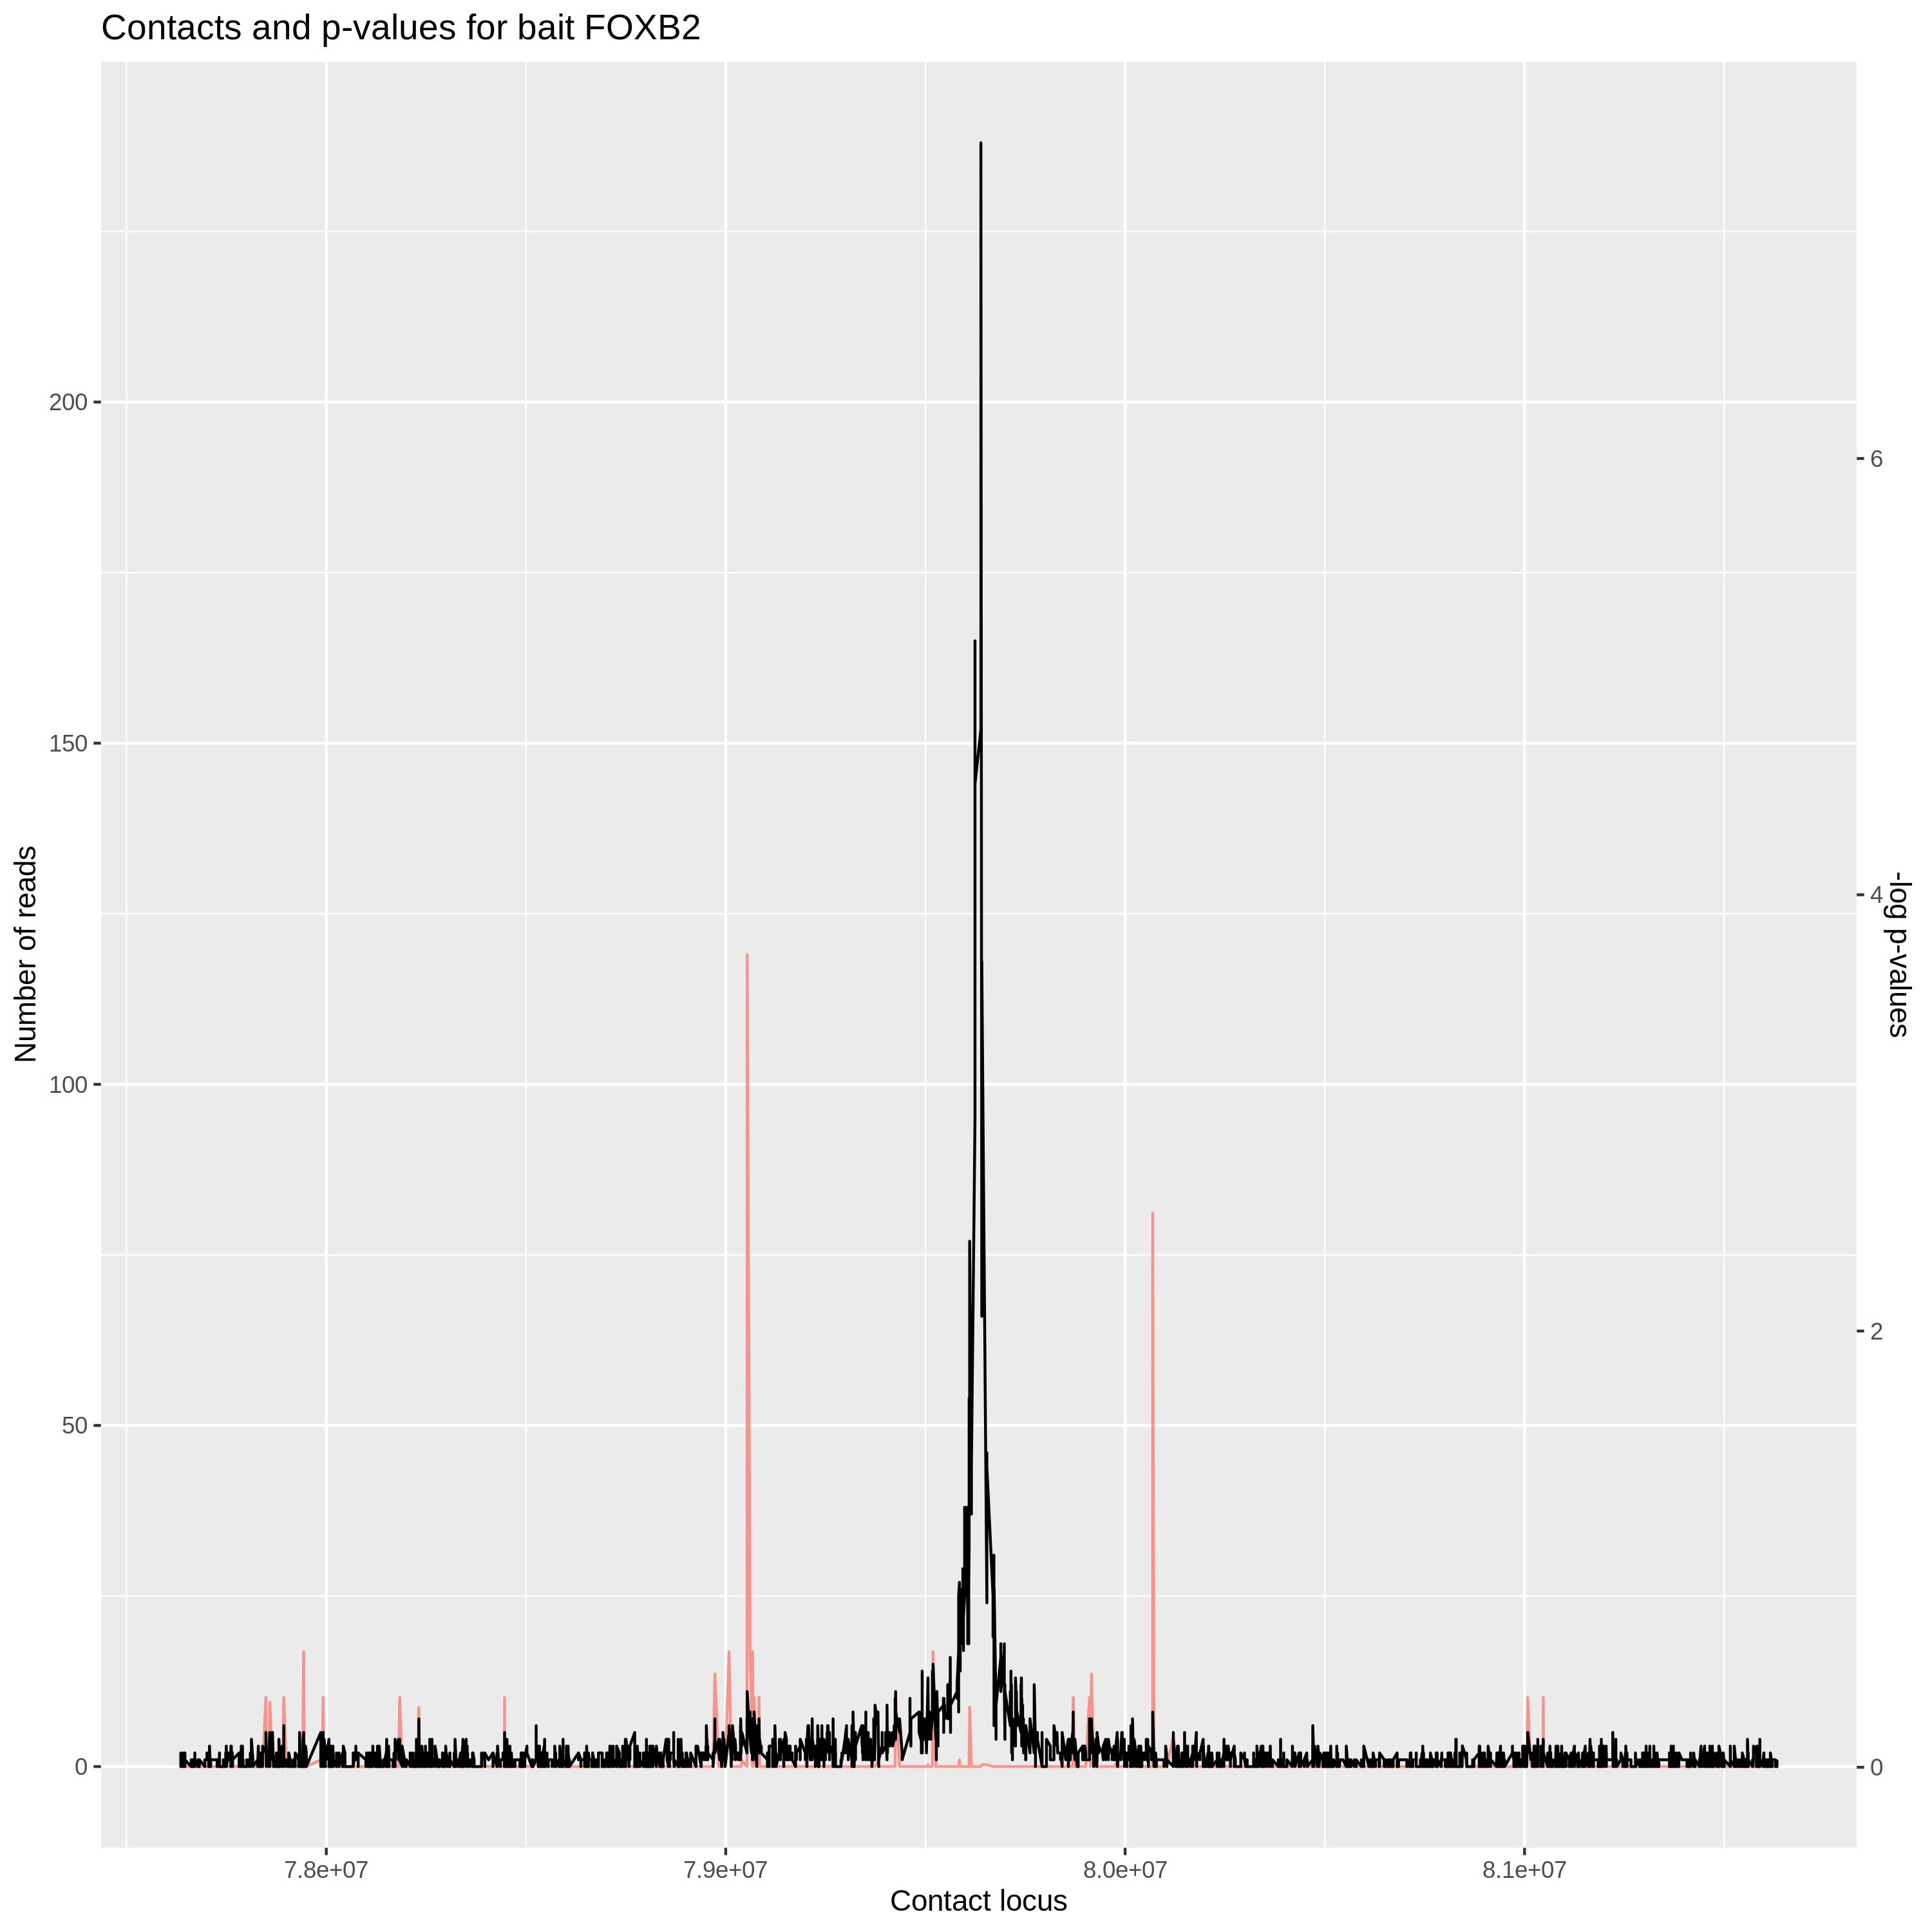 Contacts and p-values for bait FOXB2
Number of reads
200
150
100
50
0
6
4
2
0
-log p-values
7.8e+07
7.9e+07
8.0e+07
8.1e+07
Contact locus